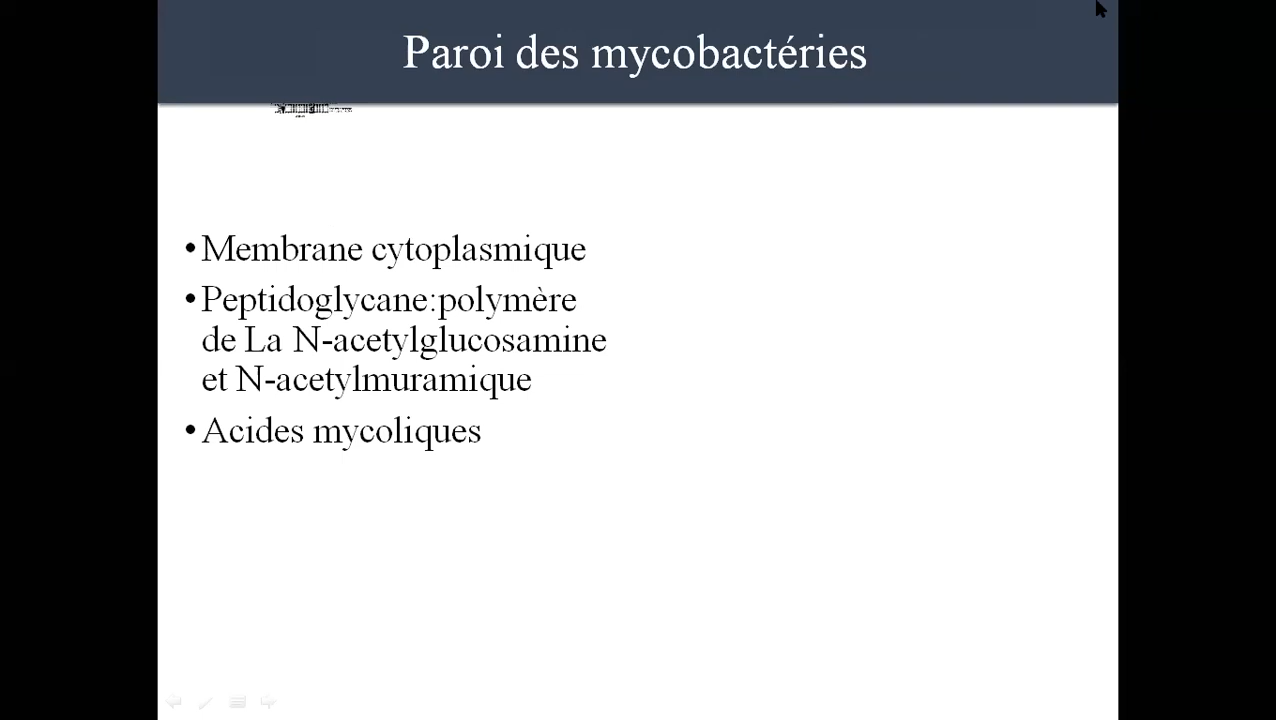 Paroi des mycobactéries
•Membrane cytoplasmique
•Peptidoglycane:polymère
de La N-acetylglucosamine
et N-acetylmuramique
•Acides mycoliques